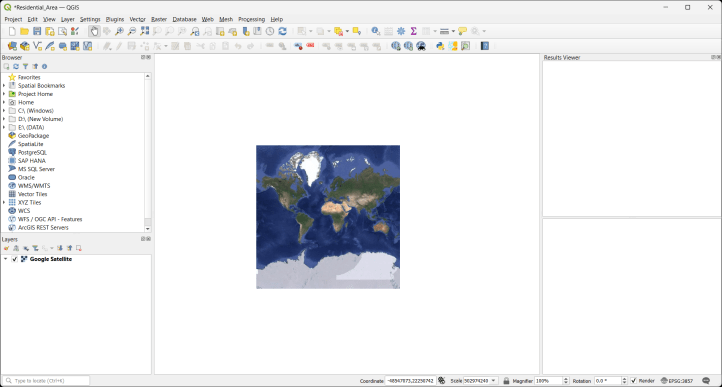 *Residential_Area — QGIS
Project Edit View Layer Settings Plugins Vector Raster Database Web Mesh Processing Help
Browser
Favorites
Spatial Bookmarks
Project Home
Home
C:\ (Windows)
D:\ (New Volume)
E:\ (DATA)
GeoPackage
SpatiaLite
PostgreSQL
SAP HANA
MS SQL Server
Oracle
WMS/WMTS
Vector Tiles
XYZ Tiles
WCS
WFS / OGC API - Features
ArcGIS REST Servers
Layers
Google Satellite
Results Viewer
Type to locate (Ctrl+K)
Coordinate -48947073,22250742 Scale 502974249 Magnifier 100% Rotation 0.0 ° Render EPSG:3857